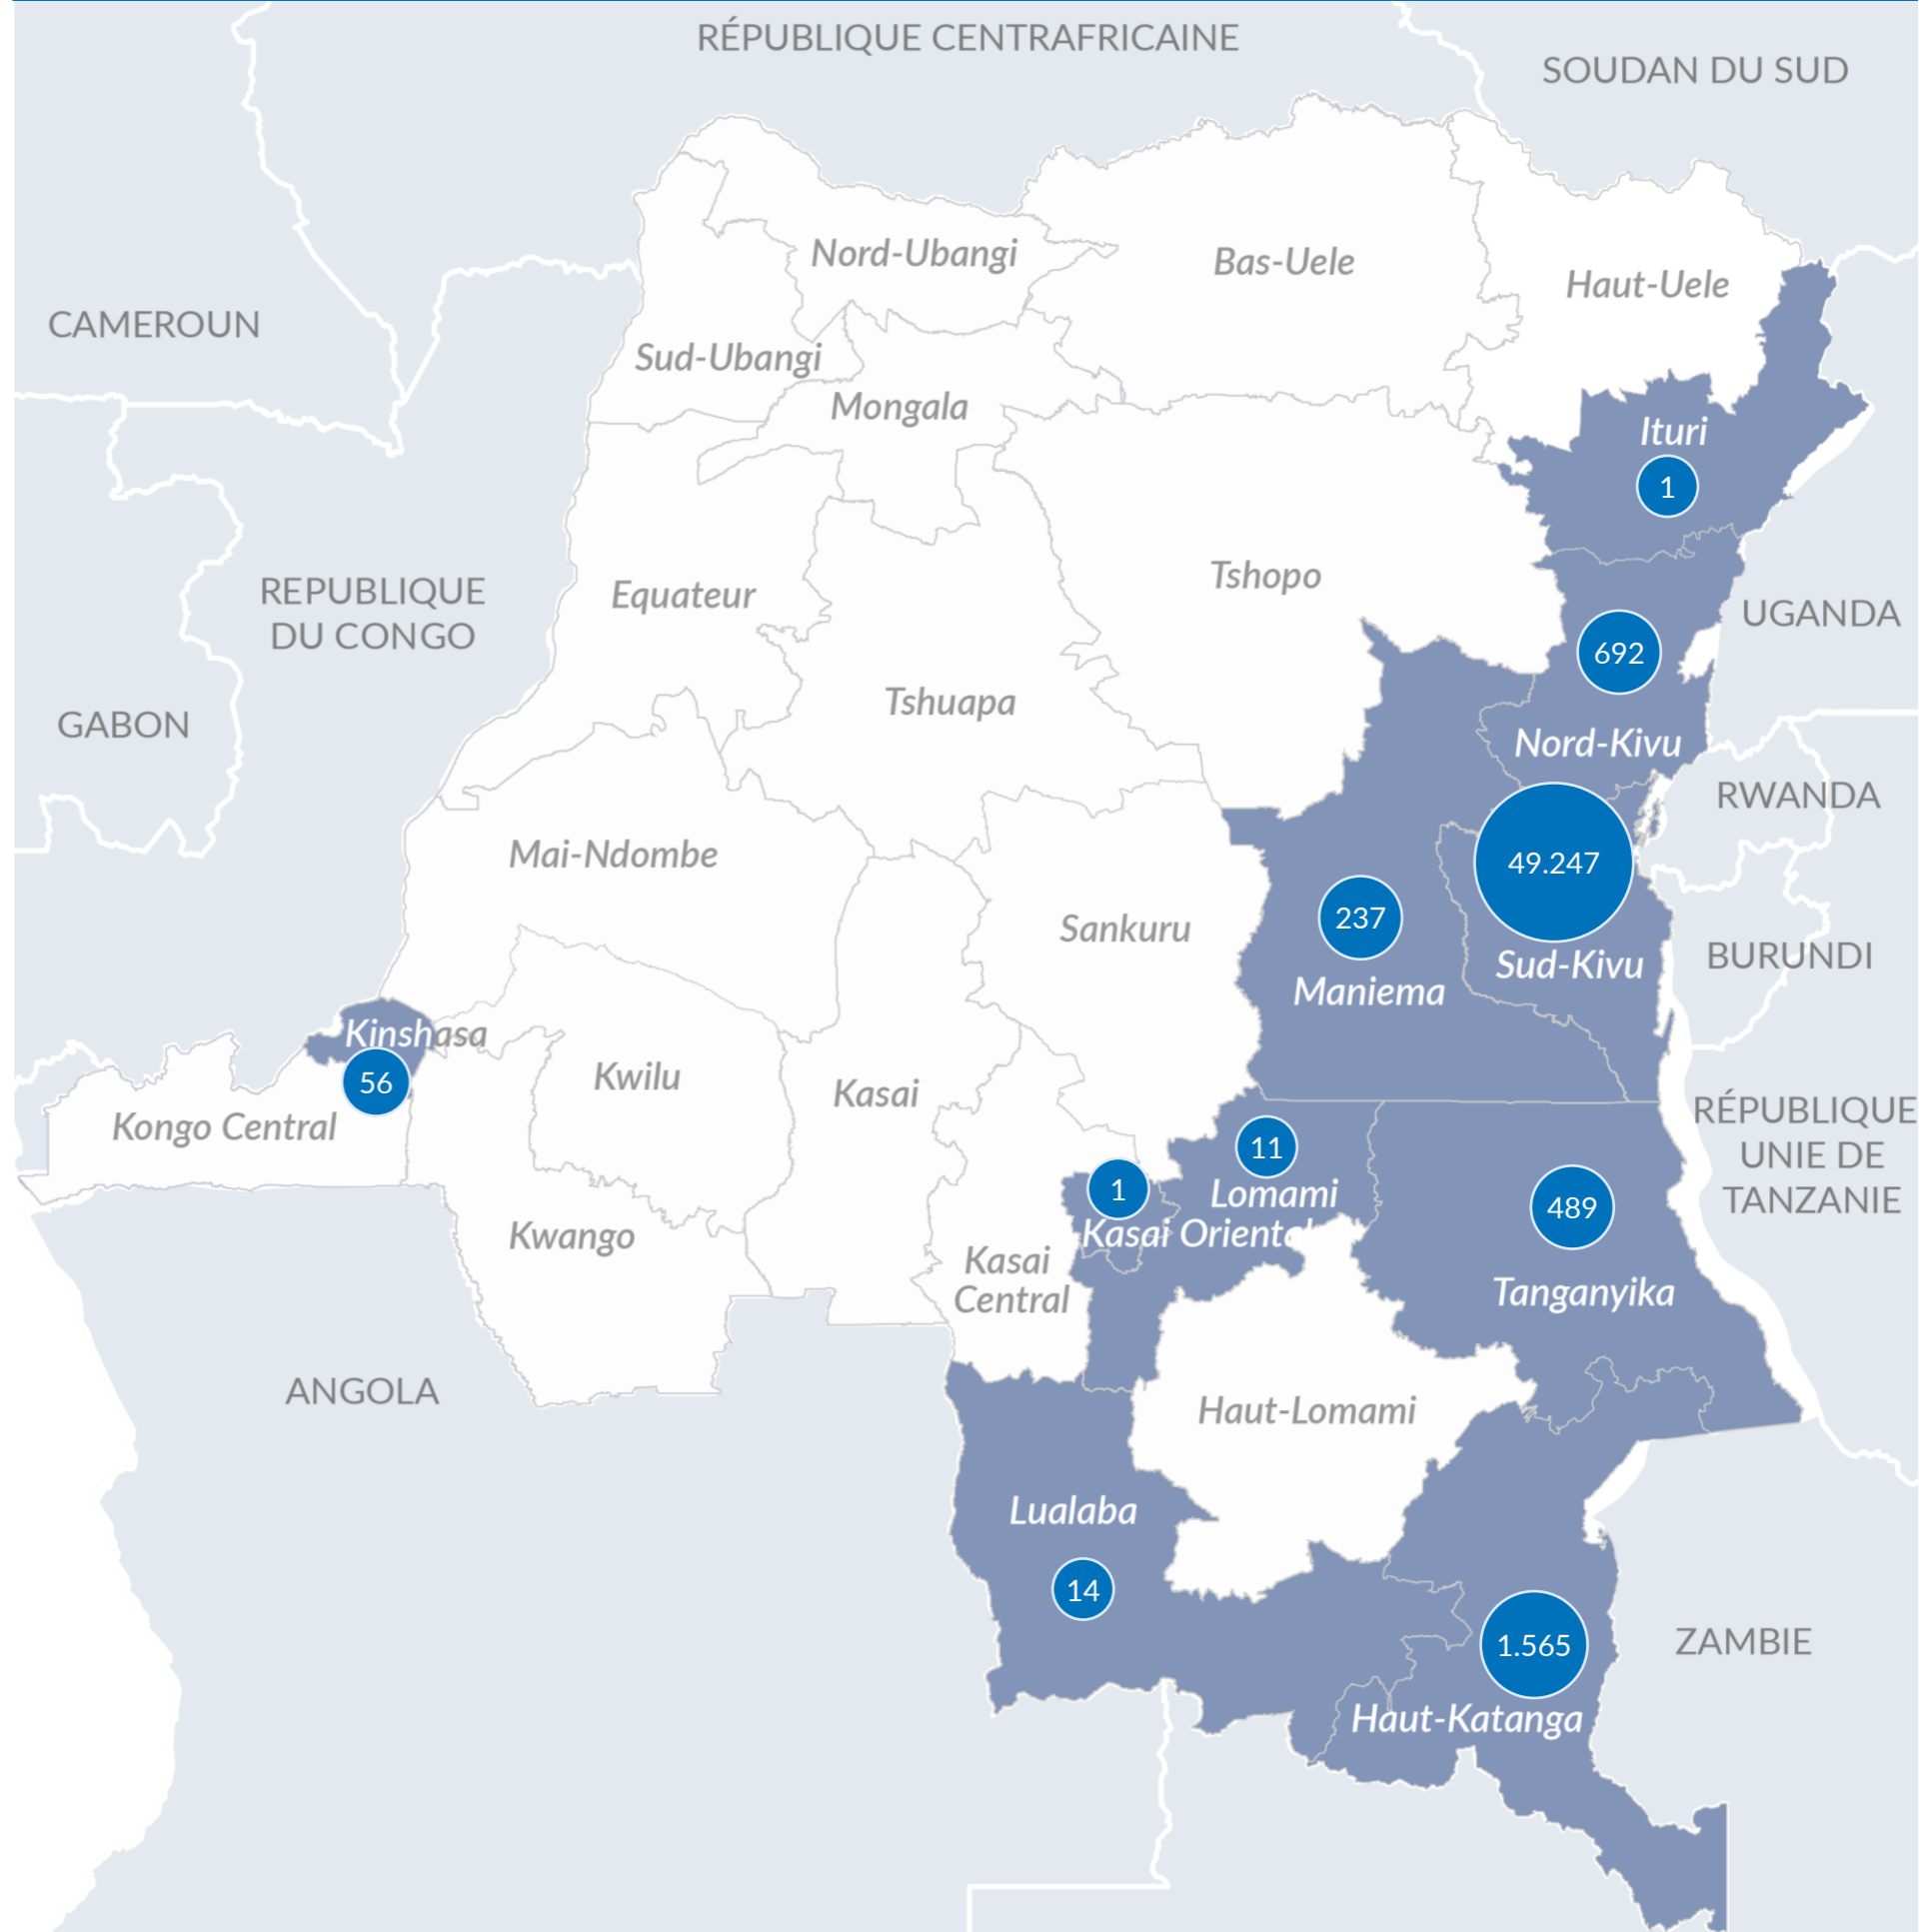 RÉPUBLIQUE CENTRAFRICAINE
SOUDAN DU SUD
Nord-Ubangi
Bas-Uele
Haut-Uele
CAMEROUN
Sud-Ubangi
Mongala
Ituri
1
Tshopo
REPUBLIQUE
DU CONGO
Equateur
UGANDA
692
Tshuapa
GABON
Nord-Kivu
RWANDA
Mai-Ndombe
49.247
237
Sankuru
BURUNDI
Sud-Kivu
Maniema
Kinshasa
56
Kwilu
Kasai
Kongo Central
RÉPUBLIQUE
UNIE DE
TANZANIE
11
1
Lomami
489
Kasai Oriental
Kwango
Kasai
Central
Tanganyika
ANGOLA
Haut-Lomami
Lualaba
14
1.565
ZAMBIE
Haut-Katanga